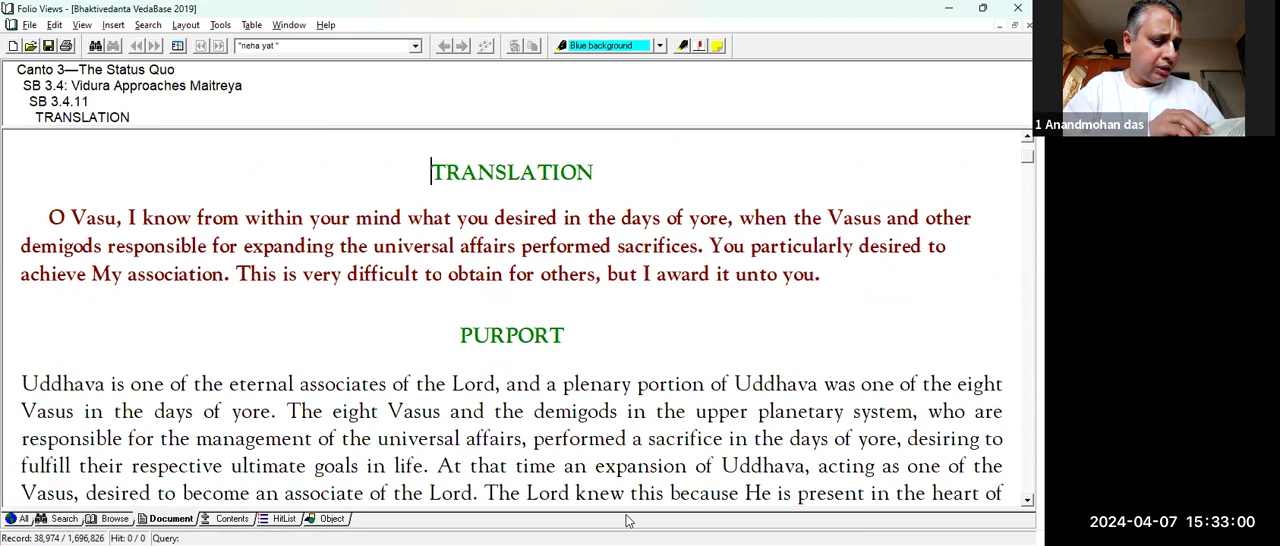 Folio Views - [Bhaktivedanta VedaBase 2019]
File Edit View Insert Search Layout Tools Table Window Help
"neha yat" Blue background
Canto 3—The Status Quo
SB 3.4: Vidura Approaches Maitreya
SB 3.4.11
TRANSLATION
1 Anandmohan das
TRANSLATION
O Vasu, I know from within your mind what you desired in the days of yore, when the Vasus and other
demigods responsible for expanding the universal affairs performed sacrifices. You particularly desired to
achieve My association. This is very difficult to obtain for others, but I award it unto you.
PURPORT
Uddhava is one of the eternal associates of the Lord, and a plenary portion of Uddhava was one of the eight
Vasus in the days of yore. The eight Vasus and the demigods in the upper planetary system, who are
responsible for the management of the universal affairs, performed a sacrifice in the days of yore, desiring to
fulfill their respective ultimate goals in life. At that time an expansion of Uddhava, acting as one of the
Vasus, desired to become an associate of the Lord. The Lord knew this because He is present in the heart of
All Search Browse Document Contents HitList Object
Record: 38,974 / 1,696,826 Hit: 0 / 0 Query:
2024-04-07 15:33:00